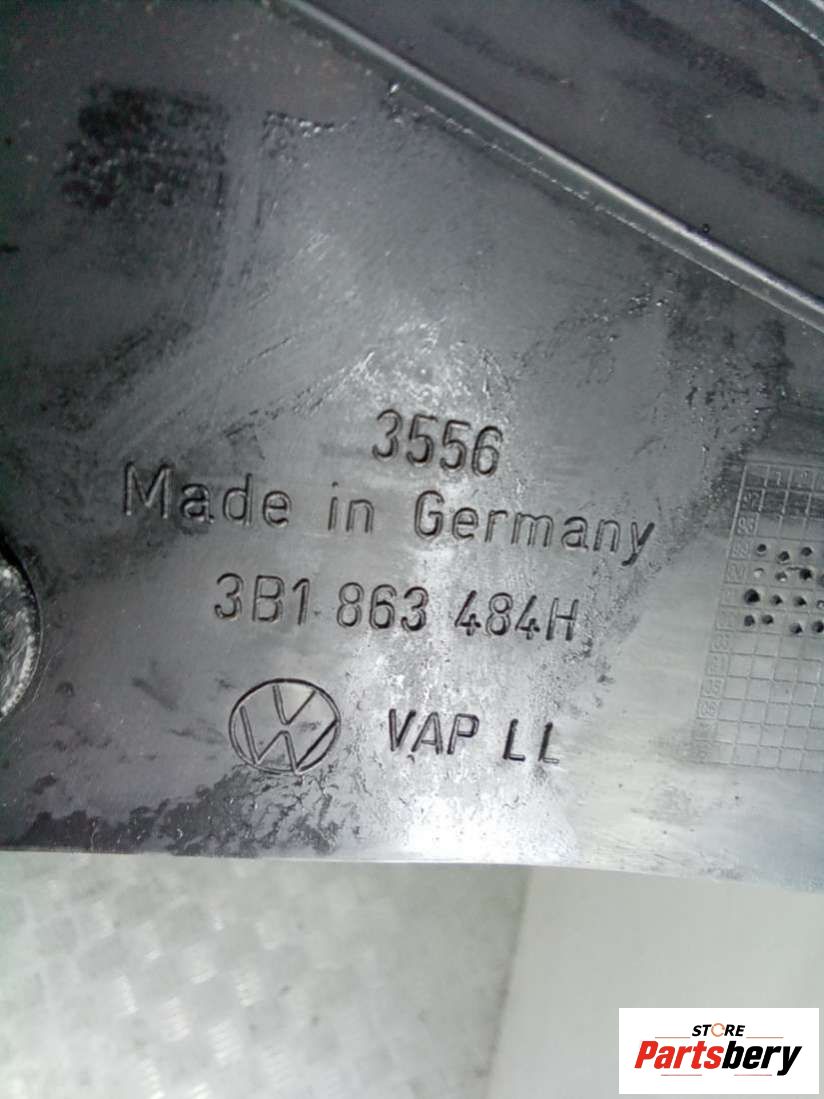 3556
Made in Germany
3B1 863 484H
VAP LL
STORE
Partsbery